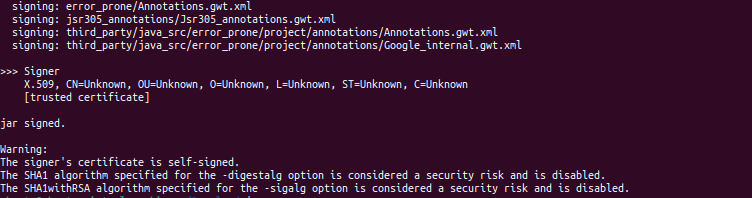 signing: error_prone/Annotations.gwt.xml
signing: jsr305_annotations/Jsr305_annotations.gwt.xml
signing: third_party/java_src/error_prone/project/annotations/Annotations.gwt.xml
signing: third_party/java_src/error_prone/project/annotations/Google_internal.gwt.xml
>>> Signer
X.509, CN=Unknown, OU=Unknown, O=Unknown, L=Unknown, ST=Unknown, C=Unknown
[trusted certificate]
jar signed.
Warning:
The signer's certificate is self-signed.
The SHA1 algorithm specified for the -digestalg option is considered a security risk and is disabled.
The SHA1withRSA algorithm specified for the -sigalg option is considered a security risk and is disabled.